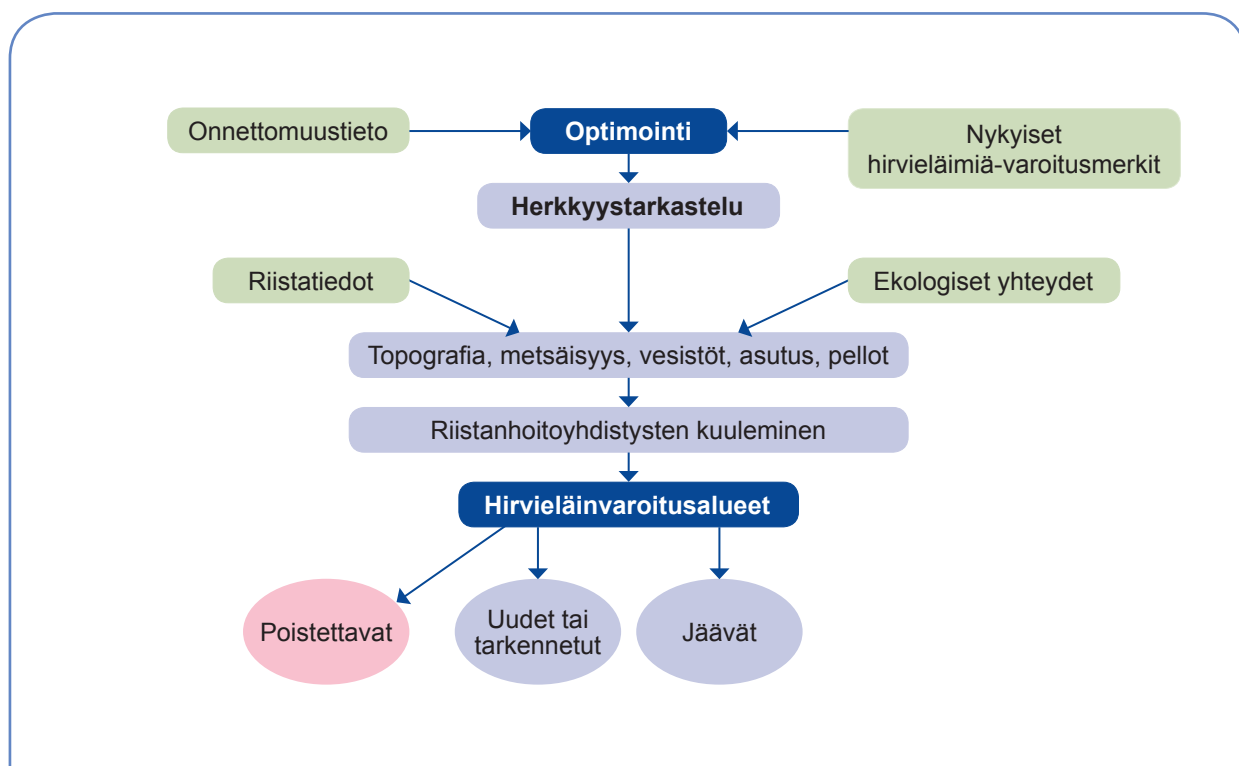 Onnettomuustieto
Optimointi
Nykyiset
hirvieläimiä-varoitusmerkit
Herkkyystarkastelu
Riistatiedot
Ekologiset yhteydet
Topografia, metsäisyys, vesistöt, asutus, pellot
Riistanhoitoyhdistysten kuuleminen
Hirvieläinvaroitusalueet
Poistettavat
Uudet tai
tarkennetut
Jäävät